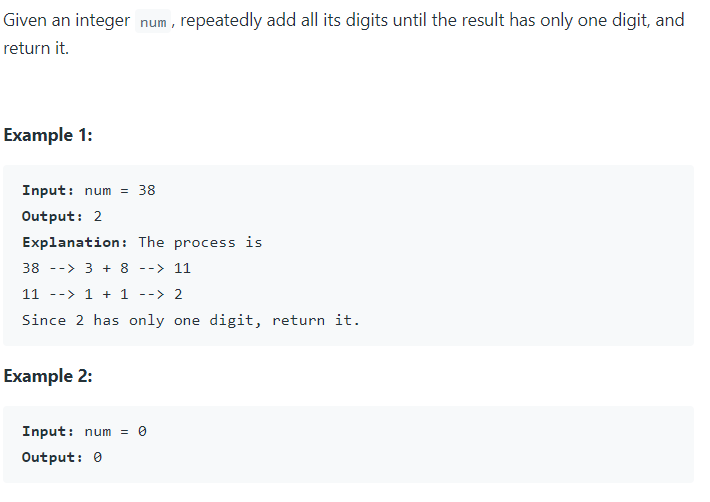 Given an integer num, repeatedly add all its digits until the result has only one digit, and
return it.
Example 1:
Input: num = 38
Output: 2
Explanation: The process is
38 --> 3 + 8 --> 11
11 --> 1 + 1 --> 2
Since 2 has only one digit, return it.
Example 2:
Input: num = 0
Output: 0